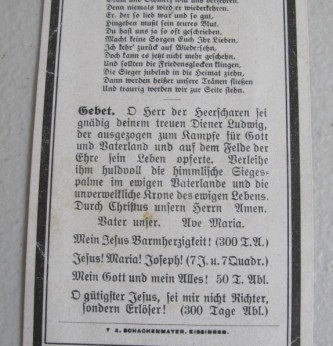 Denn niemals wird er wiederkehren.
Er, der so lieb war und so gut,
Hingeben mußt sein teures Blut.
Du hast uns ja so oft geschrieben,
Macht keine Sorgen Euch Ihr Lieben,
Ich kehr' zurück auf Wieder-sehn.
Doch kann es jetzt nicht mehr geschehn.
Und sollten die Friedensglocken klingen,
Die Sieger jubelnd in die Heimat ziehn,
Dann werden heißer unsre Tränen fließen
Und traurig werden wir zur Seite stehn.
Gebet. O Herr der Heerscharen sei
gnädig deinem treuen Diener Ludwig,
der ausgezogen zum Kampfe für Gott
und Vaterland und auf dem Felde der
Ehre sein Leben opferte. Verleihe
ihm huldvoll die himmlische Sieges-
palme im ewigen Vaterlande und die
unverwelkliche Krone des ewigen Lebens.
Durch Christus unsern Herrn Amen.
Vater unser. Ave Maria.
Mein Jesus Barmherzigkeit! (300 T.A.)
Jesus! Maria! Joseph! (7 J. u. 7 Quadr.)
Mein Gott und mein Alles! 50 T. Abl.
O gütigster Jesus, sei mir nicht Richter,
sondern Erlöser! (300 Tage Abl.)
A. SCHACHENMAYER, KISSINGEN.